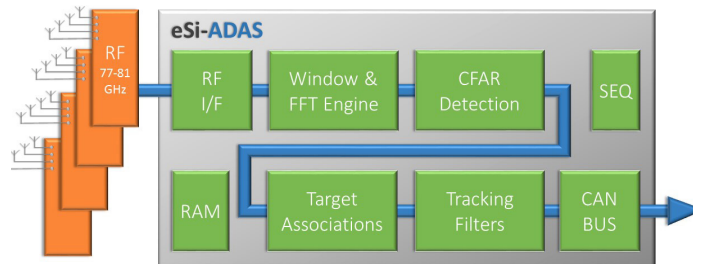 eSi-ADAS
RF
77-81
GHz
RF
I/F
Window &
FFT Engine
CFAR
Detection
SEQ
RAM
Target
Associations
Tracking
Filters
CAN
BUS